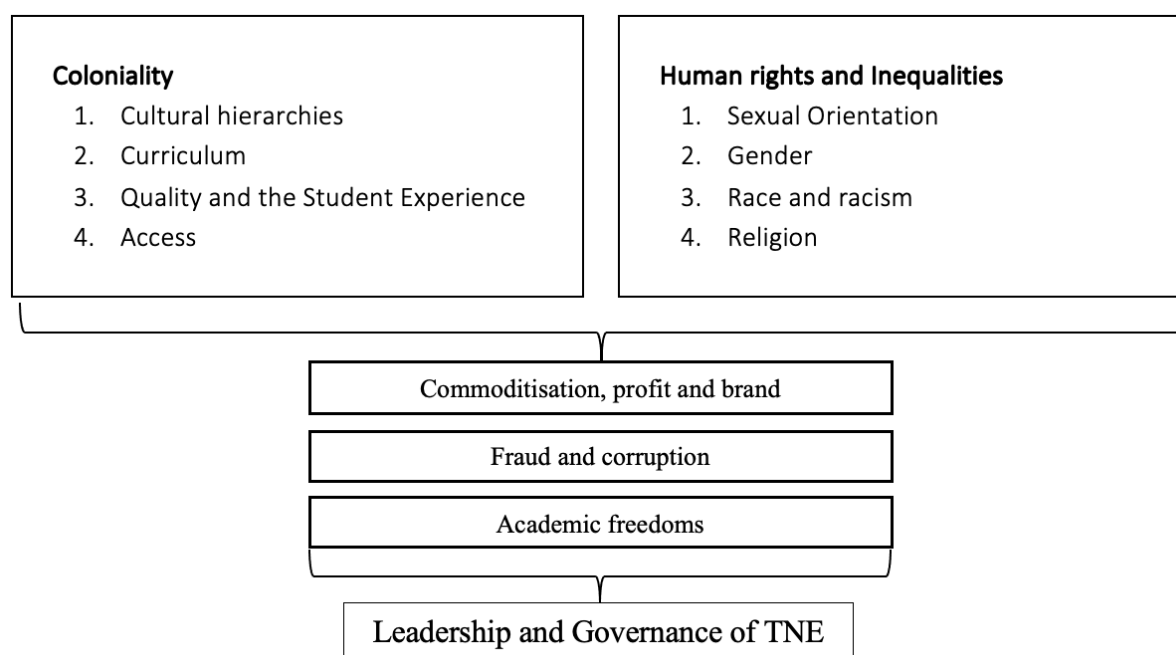 Coloniality
1. Cultural hierarchies
2. Curriculum
3. Quality and the Student Experience
4. Access
Human rights and Inequalities
1. Sexual Orientation
2. Gender
3. Race and racism
4. Religion
Commoditisation, profit and brand
Fraud and corruption
Academic freedoms
Leadership and Governance of TNE